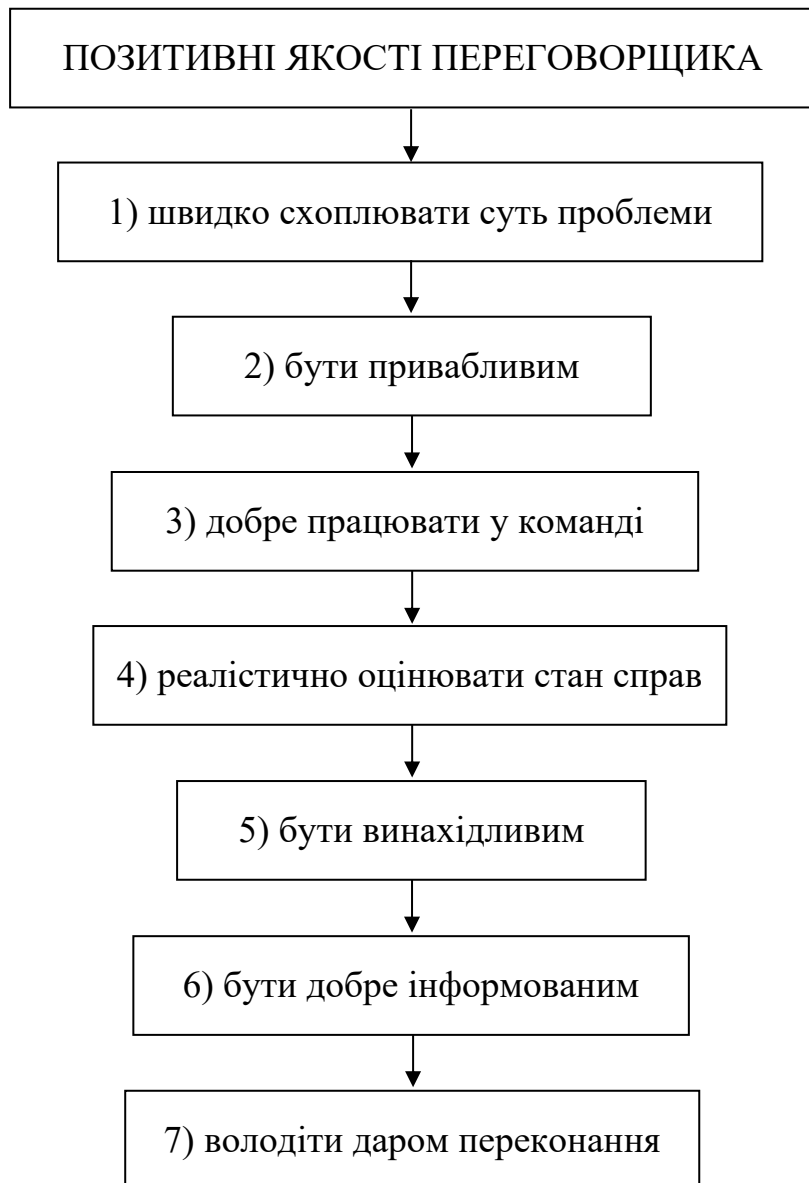 ПОЗИТИВНІ ЯКОСТІ ПЕРЕГОВОРЩИКА
1) швидко схоплювати суть проблеми
2) бути привабливим
3) добре працювати у команді
4) реалістично оцінювати стан справ
5) бути винахідливим
6) бути добре інформованим
7) володіти даром переконання